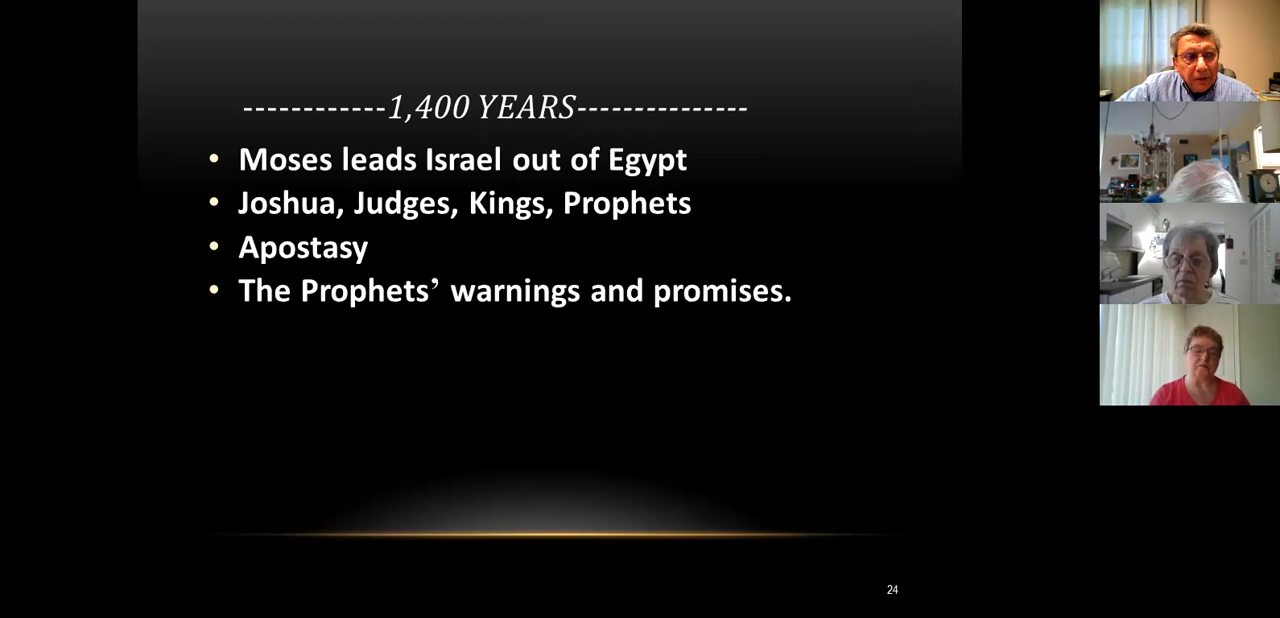 ------------1,400 YEARS---------------
• Moses leads Israel out of Egypt
• Joshua, Judges, Kings, Prophets
• Apostasy
• The Prophets’ warnings and promises.
24